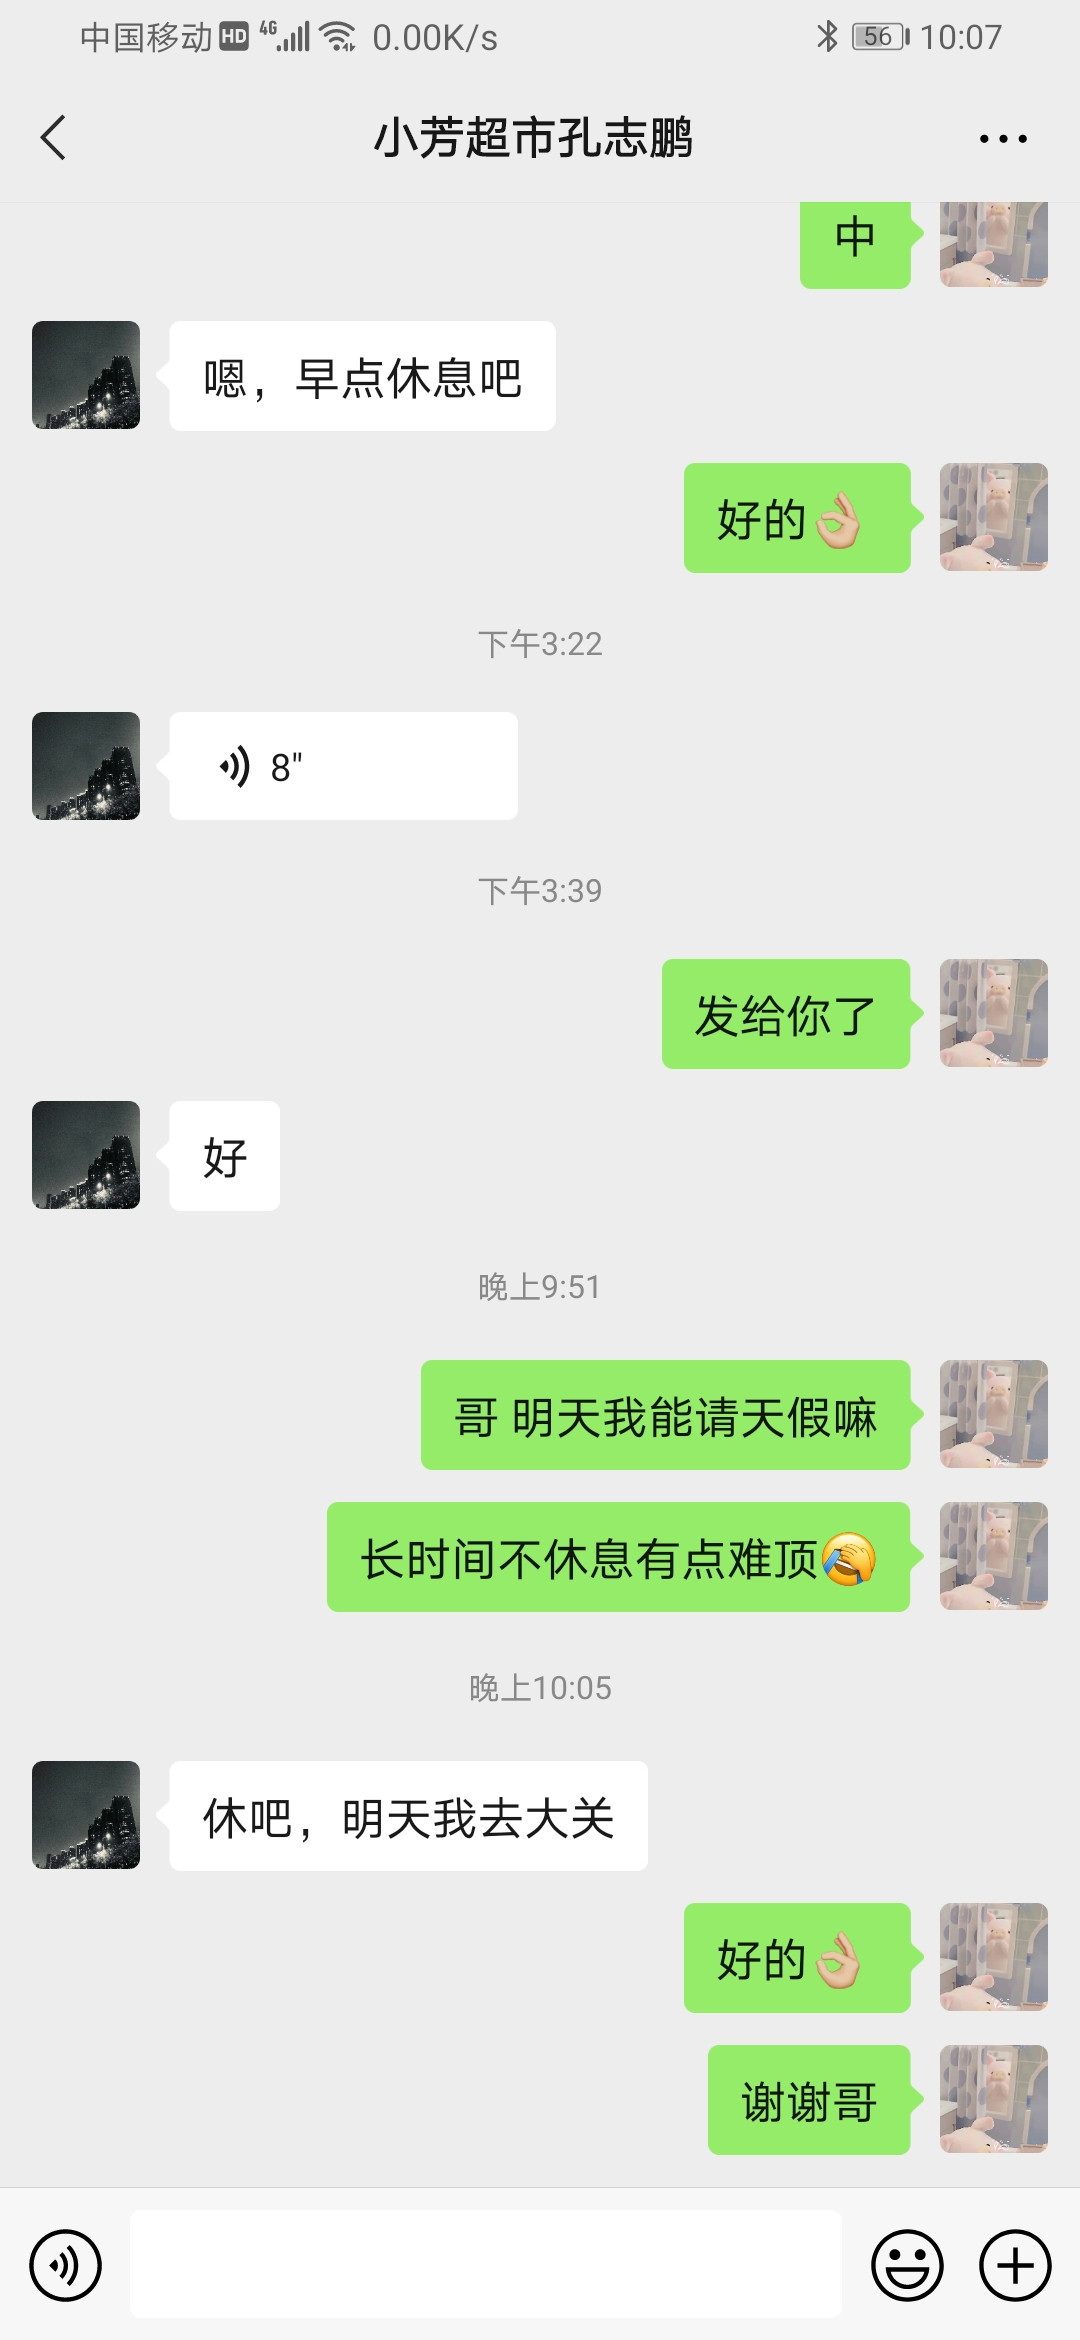 中国移动 HD 4G 0.00K/s 56 10:07
小芳超市孔志鹏
中
嗯，早点休息吧
好的👌🏼
下午3:22
8"
下午3:39
发给你了
好
晚上9:51
哥 明天我能请天假嘛
长时间不休息有点难顶
晚上10:05
休吧，明天我去大关
好的👌🏼
谢谢哥